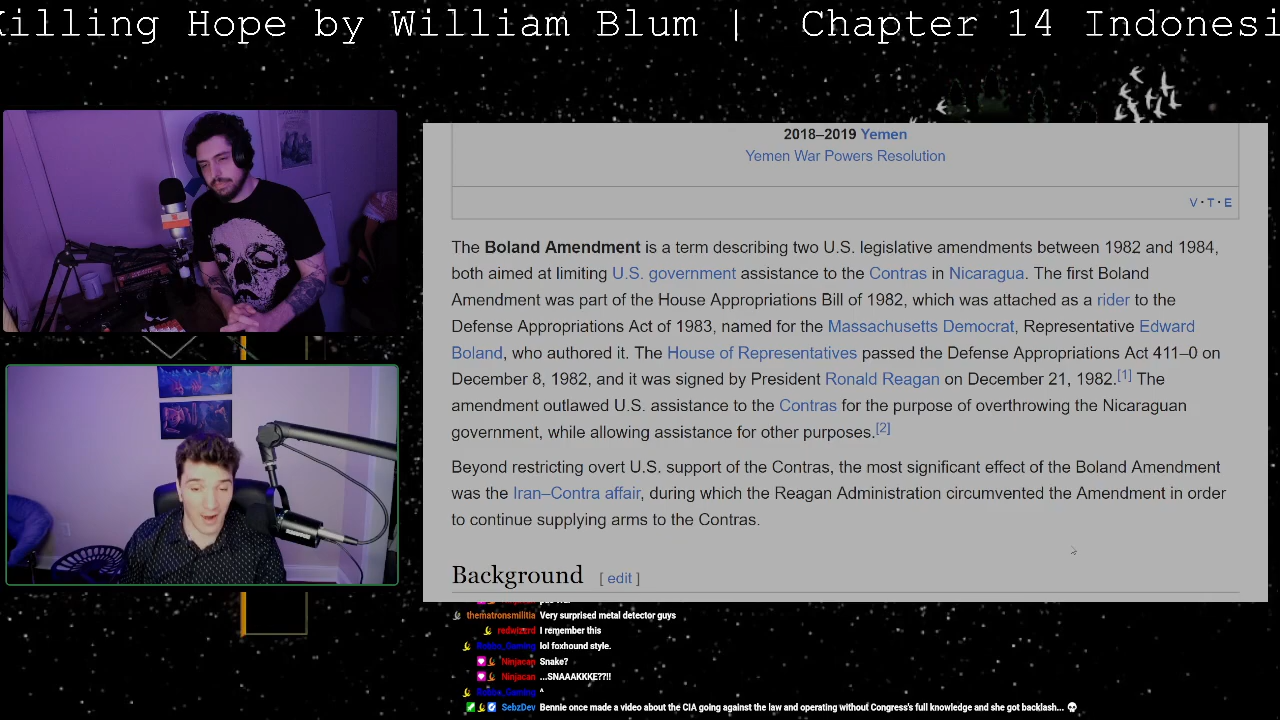 Killing Hope by William Blum | Chapter 14 Indonesi
2018–2019 Yemen
Yemen War Powers Resolution
V · T · E
The Boland Amendment is a term describing two U.S. legislative amendments between 1982 and 1984,
both aimed at limiting U.S. government assistance to the Contras in Nicaragua. The first Boland
Amendment was part of the House Appropriations Bill of 1982, which was attached as a rider to the
Defense Appropriations Act of 1983, named for the Massachusetts Democrat, Representative Edward
Boland, who authored it. The House of Representatives passed the Defense Appropriations Act 411–0 on
December 8, 1982, and it was signed by President Ronald Reagan on December 21, 1982.[1] The
amendment outlawed U.S. assistance to the Contras for the purpose of overthrowing the Nicaraguan
government, while allowing assistance for other purposes.[2]
Beyond restricting overt U.S. support of the Contras, the most significant effect of the Boland Amendment
was the Iran–Contra affair, during which the Reagan Administration circumvented the Amendment in order
to continue supplying arms to the Contras.
Background [ edit ]
thematronsmilitia Very surprised metal detector guys
redwizard I remember this
Robbo_Gaming lol foxhound style.
Ninjacan Snake?
Ninjacan ...SNAAAKKKE??!!
Robbo_Gaming ^
SebzDev Bennie once made a video about the CIA going against the law and operating without Congress's full knowledge and she got backlash...